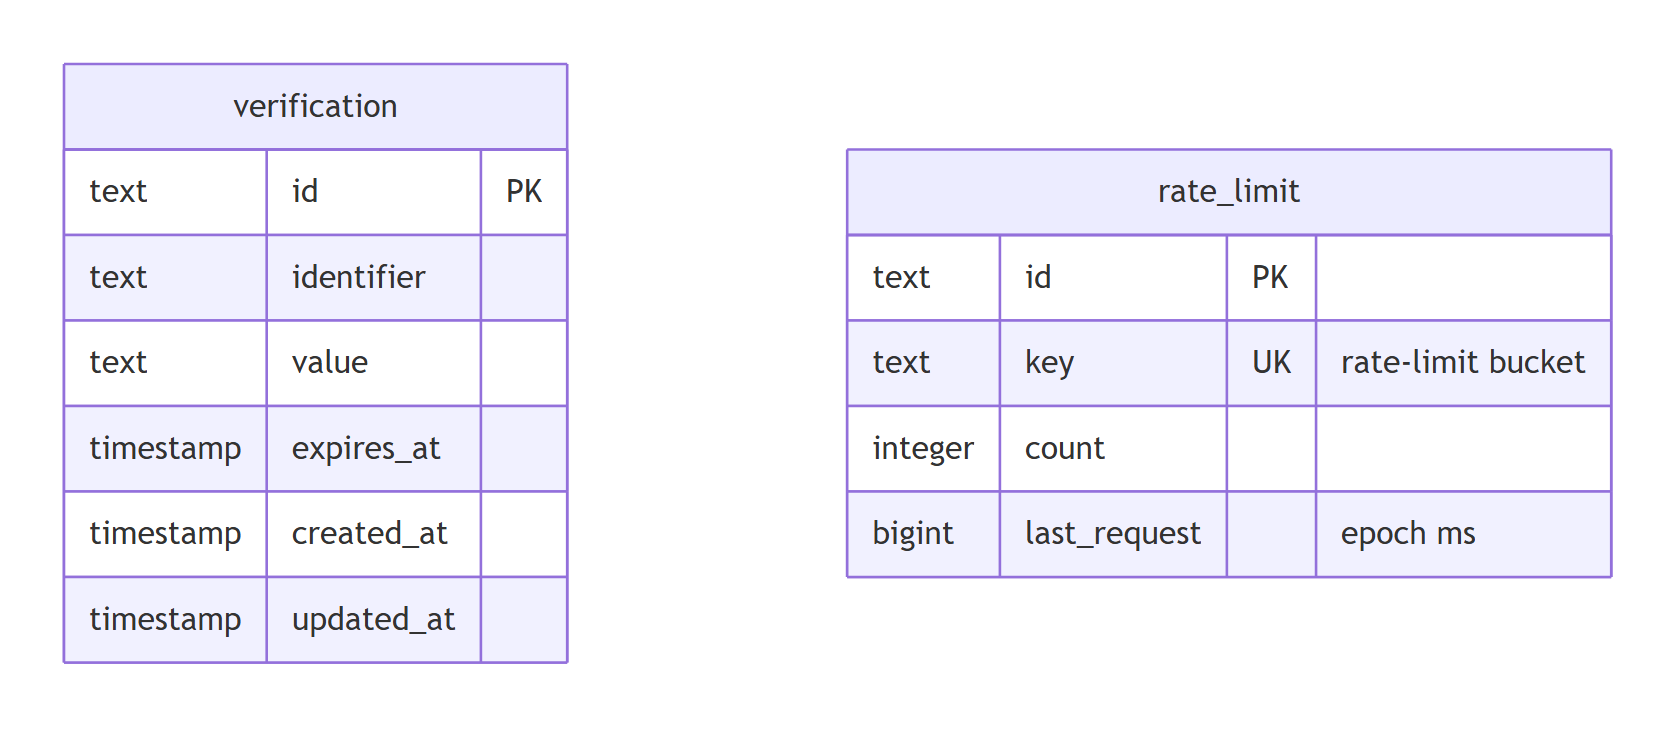 verification
text id PK
text identifier
text value
timestamp expires_at
timestamp created_at
timestamp updated_at
rate_limit
text id PK
text key UK rate-limit bucket
integer count
bigint last_request epoch ms